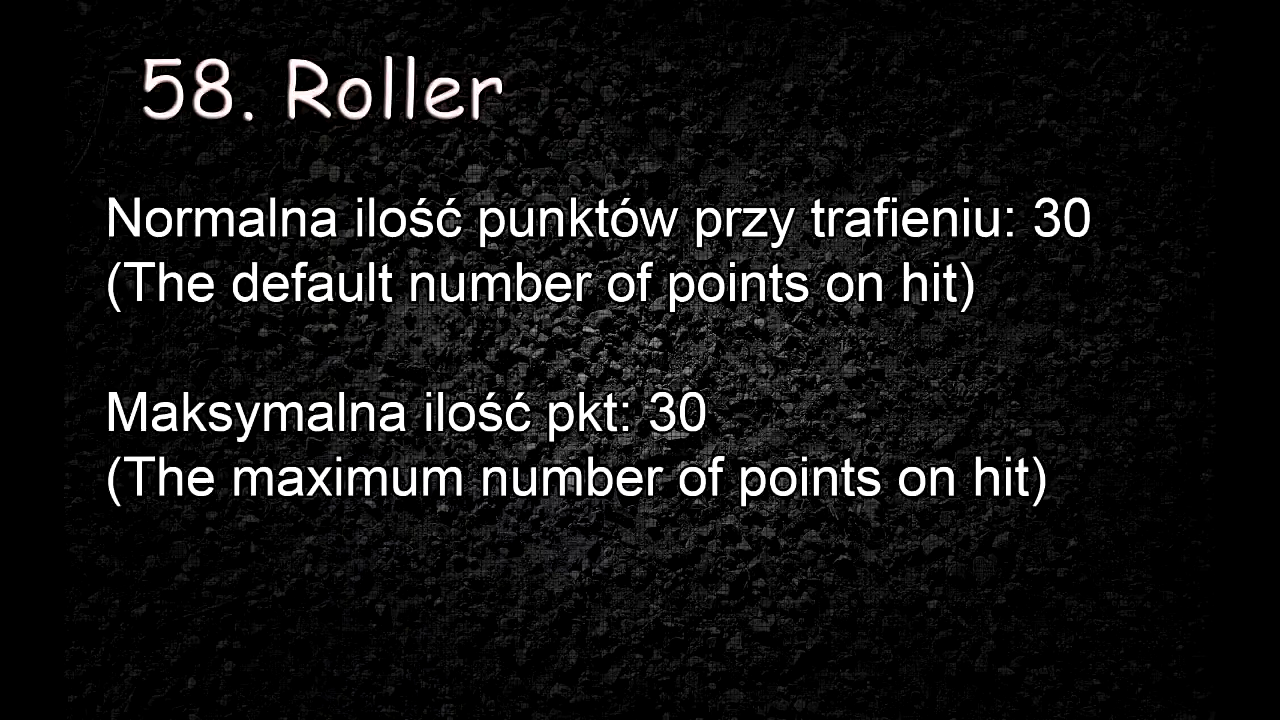 58. Roller
Normalna ilość punktów przy trafieniu: 30
(The default number of points on hit)
Maksymalna ilość pkt: 30
(The maximum number of points on hit)